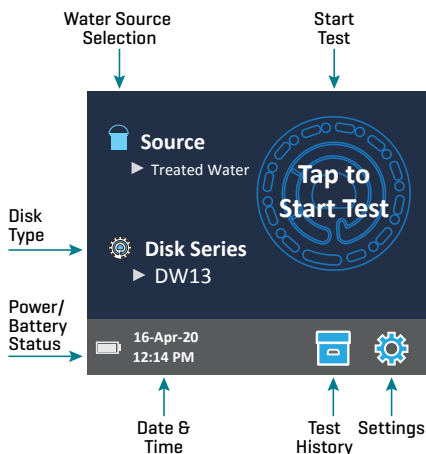 Water Source
Selection
Start
Test
Source
Treated Water
Tap to
Start Test
Disk
Type
Disk Series
DW13
Power/
Battery
Status
16-Apr-20
12:14 PM
Date &
Time
Test
History
Settings